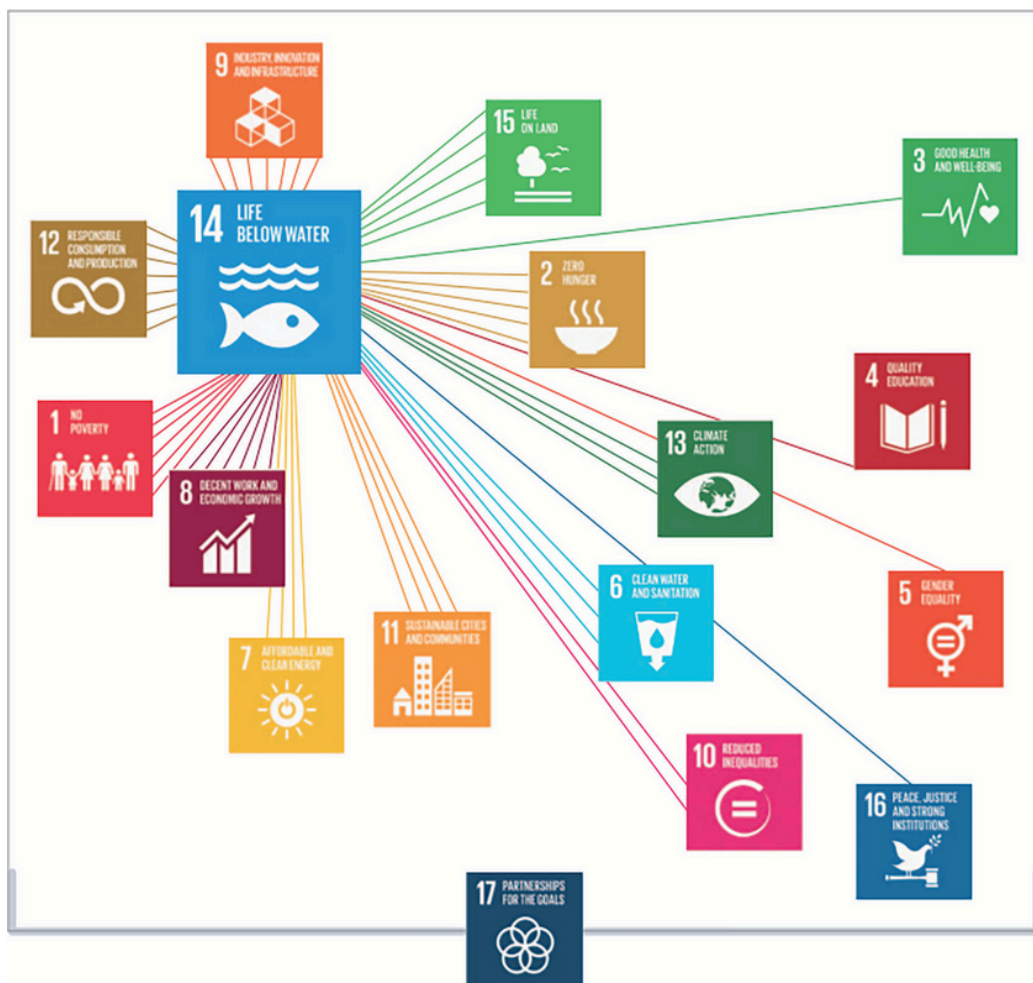 9 INDUSTRY, INNOVATION
AND INFRASTRUCTURE
15 LIFE
ON LAND
3 GOOD HEALTH
AND WELL-BEING
14 LIFE
BELOW WATER
12 RESPONSIBLE
CONSUMPTION
AND PRODUCTION
2 ZERO
HUNGER
4 QUALITY
EDUCATION
1 NO
POVERTY
13 CLIMATE
ACTION
8 DECENT WORK AND
ECONOMIC GROWTH
6 CLEAN WATER
AND SANITATION
5 GENDER
EQUALITY
11 SUSTAINABLE CITIES
AND COMMUNITIES
7 AFFORDABLE AND
CLEAN ENERGY
10 REDUCED
INEQUALITIES
16 PEACE, JUSTICE
AND STRONG
INSTITUTIONS
17 PARTNERSHIPS
FOR THE GOALS